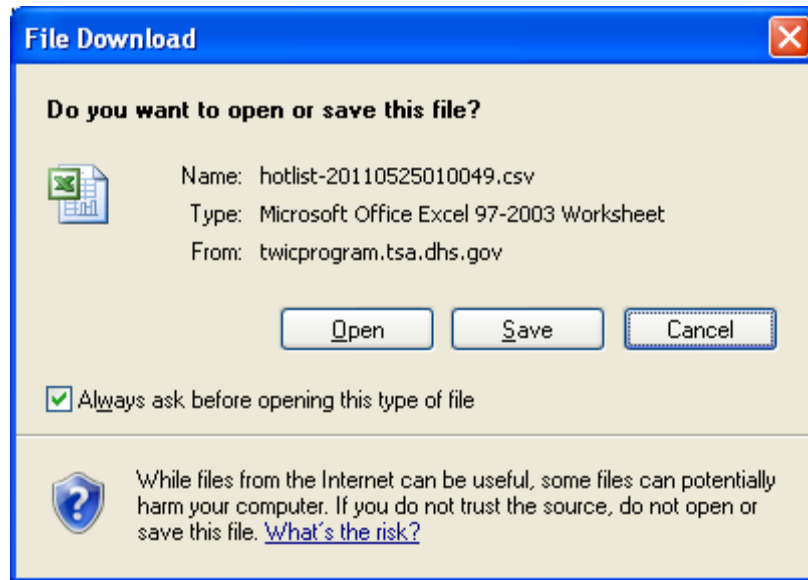 File Download
Do you want to open or save this file?
Name: hotlist-20110525010049.csv
Type: Microsoft Office Excel 97-2003 Worksheet
From: twicprogram.tsa.dhs.gov
Open Save Cancel
Always ask before opening this type of file
While files from the Internet can be useful, some files can potentially
harm your computer. If you do not trust the source, do not open or
save this file. What's the risk?